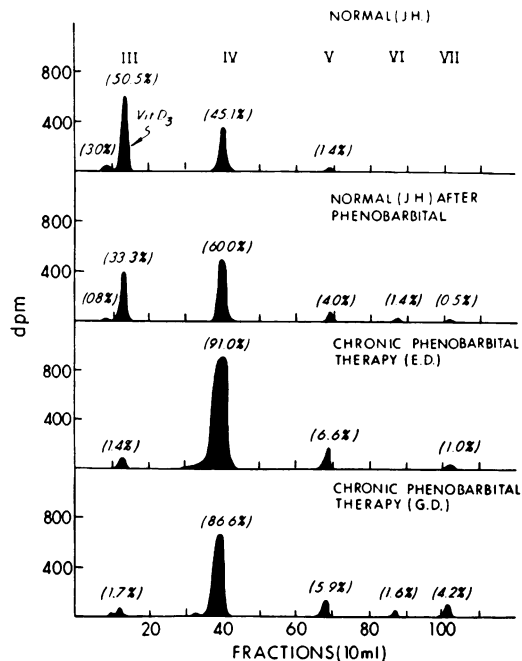 NORMAL (J.H.)
III IV V VI VII
800
400
(50.5%)
Vit D3
(45.1%)
(3.0%)
(1.4%)
NORMAL (J H) AFTER
PHENOBARBITAL
800
400
(33.3%)
(60.0%)
(0.8%)
(4.0%)
(1.4%)
(0.5%)
dpm
CHRONIC PHENOBARBITAL
THERAPY (E.D.)
800
400
(91.0%)
(1.4%)
(6.6%)
(1.0%)
CHRONIC PHENOBARBITAL
THERAPY (G.D.)
800
400
(86.6%)
(1.7%)
(5.9%)
(1.6%)
(4.2%)
20 40 60 80 100
FRACTIONS (10ml)